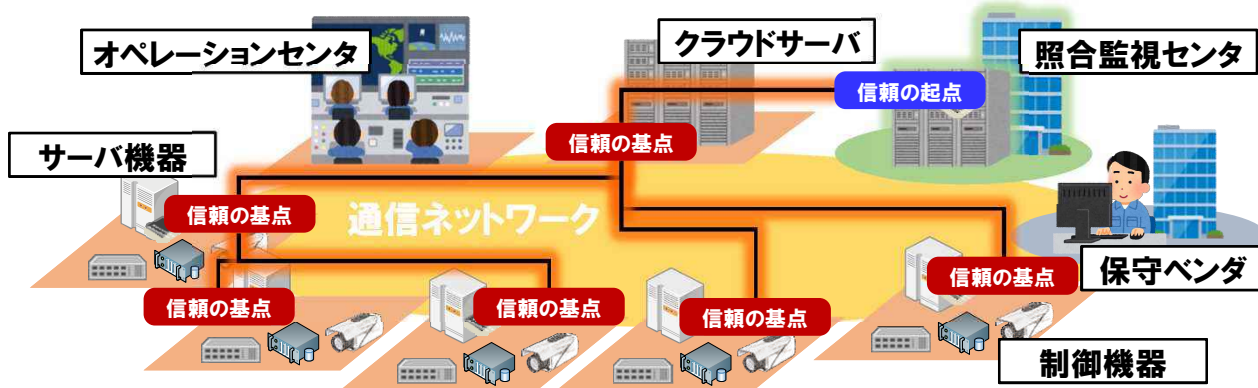 オペレーションセンタ
クラウドサーバ
照合監視センタ
信頼の起点
信頼の基点
サーバ機器
信頼の基点
通信ネットワーク
保守ベンダ
信頼の基点
信頼の基点
信頼の基点
信頼の基点
制御機器